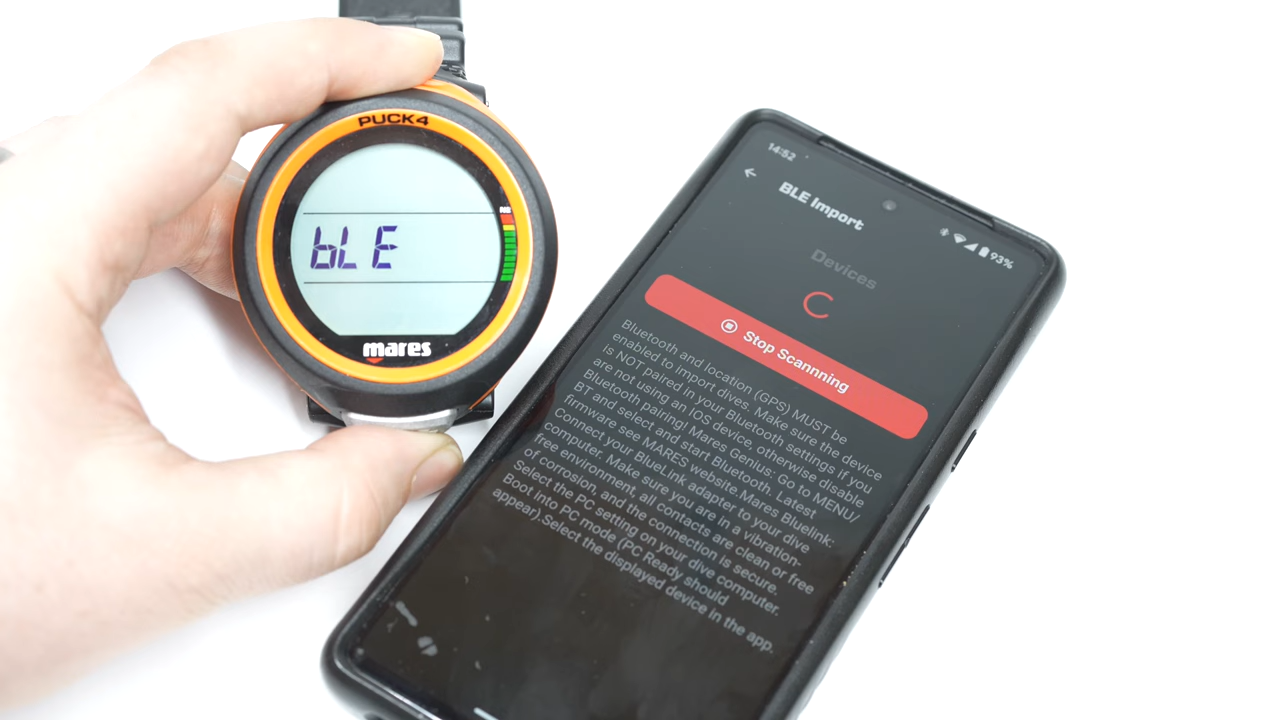 PUCK4
bLE
mares
14:52
93%
BLE Import
Devices
Stop Scannning
Bluetooth and location (GPS) MUST be
enabled to import dives. Make sure the device
is NOT paired in your Bluetooth settings if you
are not using an IOS device, otherwise disable
Bluetooth pairing! Mares Genius: Go to MENU/
BT and select and start Bluetooth. Latest
firmware see MARES website.Mares Bluelink:
Connect your BlueLink adapter to your dive
computer. Make sure you are in a vibration-
free environment, all contacts are clean or free
of corrosion, and the connection is secure.
Select the PC setting on your dive computer.
Boot into PC mode (PC Ready should
appear).Select the displayed device in the app.